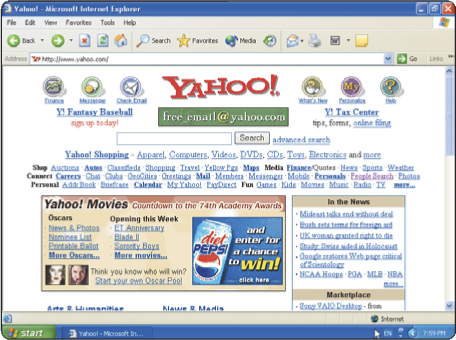 Yahoo! - Microsoft Internet Explorer
File Edit View Favorites Tools Help
Back Search Favorites Media
Address http://www.yahoo.com/ Go Links »
YAHOO!
Finance Messenger Check Email What's New Personalize Help
Y! Fantasy Baseball
sign up today!
free email@yahoo.com
Y! Tax Center
tips, forms, online filing
Search advanced search
Yahoo! Shopping - Apparel, Computers, Videos, DVDs, CDs, Toys, Electronics and more
Shop Auctions · Autos · Classifieds · Shopping · Travel · Yellow Pgs · Maps Media Finance/Quotes · News · Sports · Weather
Connect Careers · Chat · Clubs · GeoCities · Greetings · Mail · Members · Messenger · Mobile · Personals · People Search · Photos
Personal Addr Book · Briefcase · Calendar · My Yahoo! · PayDirect Fun Games · Kids · Movies · Music · Radio · TV more...
Yahoo! Movies Countdown to the 74th Academy Awards
Oscars
· News & Photos
· Nominee List
· Printable Ballot
· More Oscars...
Opening this Week
· ET Anniversary
· Blade II
· Sorority Boys
· More movies...
Think you know who will win?
Start your own Oscar Pool
diet
PEPSI
and
enter for
a chance
to win!
click here
In the News
· Mideast talks end without deal
· Bush sets terms for foreign aid
· UK woman granted right to die
· Study: Swiss aided in Holocaust
· Google restores Web page critical
of Scientology
· NCAA Hoops · PGA · MLB · NBA
more...
Marketplace
· Sony VAIO Desktop - from
Arts & Humanities
News & Media
Internet
start Yahoo! - Microsoft In... EN 7:59 PM